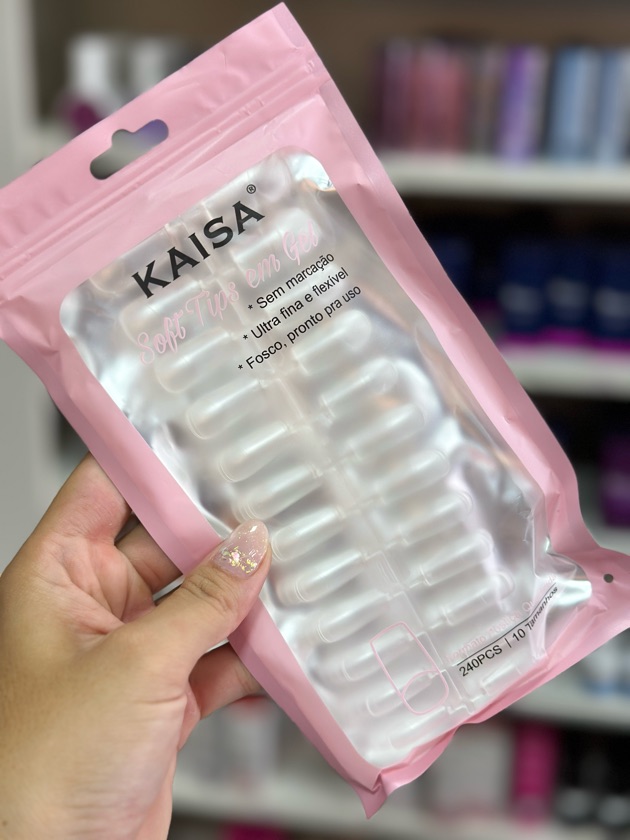 KAISA®
Soft Tips em Gel
* Sem marcação
* Ultra fina e flexível
* Fosco, pronto pra uso
240PCS | 10 Tamanhos